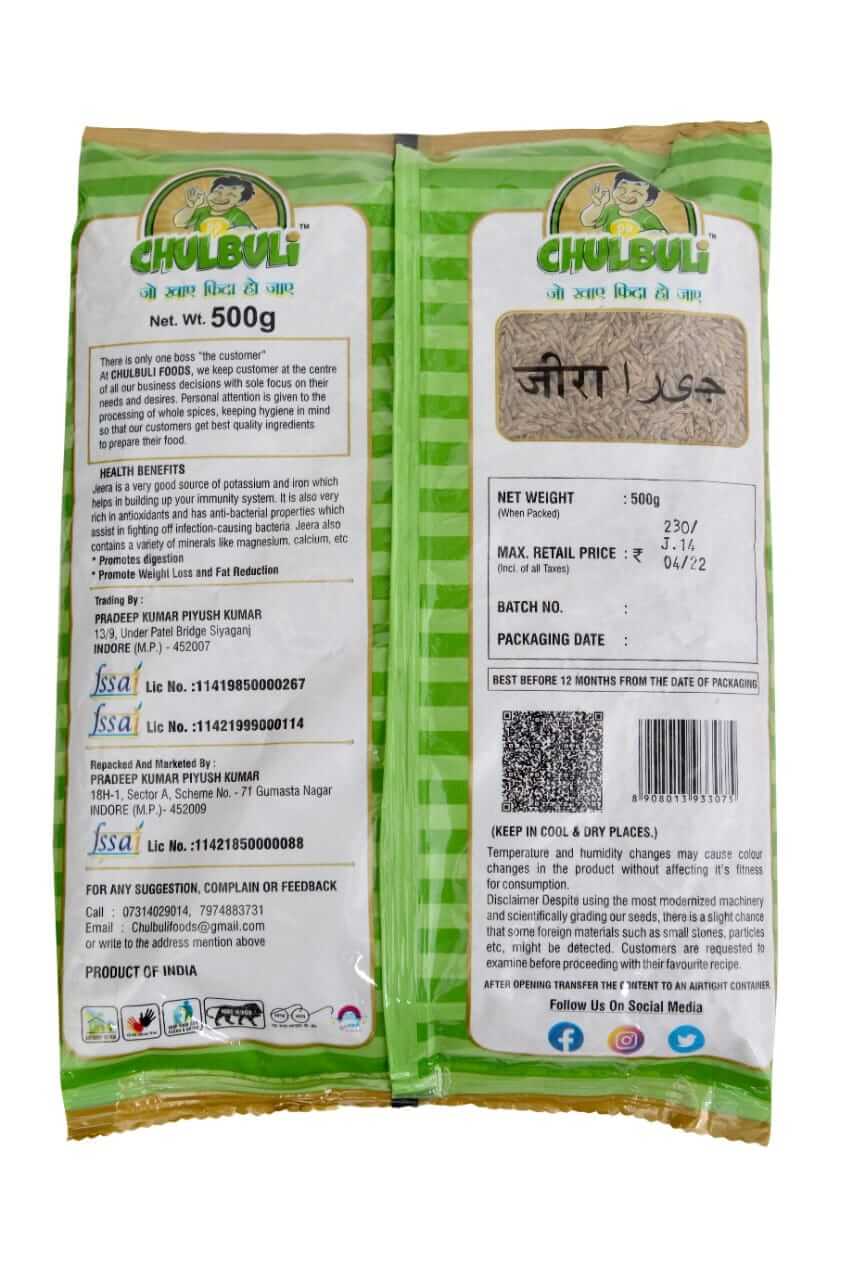 CHULBULi™
जो खाए फिदा हो जाए
Net. Wt. 500g
There is only one boss "the customer"
At CHULBULI FOODS, we keep customer at the centre
of all our business decisions with sole focus on their
needs and desires. Personal attention is given to the
processing of whole spices, keeping hygiene in mind
so that our customers get best quality ingredients
to prepare their food.
HEALTH BENEFITS
Jeera is a very good source of potassium and iron which
helps in building up your immunity system. It is also very
rich in antioxidants and has anti-bacterial properties which
assist in fighting off infection-causing bacteria. Jeera also
contains a variety of minerals like magnesium, calcium, etc
* Promotes digestion
* Promote Weight Loss and Fat Reduction
Trading By :
PRADEEP KUMAR PIYUSH KUMAR
13/9, Under Patel Bridge Siyaganj
INDORE (M.P.) - 452007
fssai Lic No. :11419850000267
fssai Lic No. :11421999000114
Repacked And Marketed By :
PRADEEP KUMAR PIYUSH KUMAR
18H-1, Sector A, Scheme No. - 71 Gumasta Nagar
INDORE (M.P.)- 452009
fssai Lic No. :11421850000088
FOR ANY SUGGESTION, COMPLAIN OR FEEDBACK
Call : 07314029014, 7974883731
Email : Chulbulifoods@gmail.com
or write to the address mention above
PRODUCT OF INDIA
CHULBULi™
जो खाए फिदा हो जाए
जीरा جی را
NET WEIGHT : 500g
(When Packed)
230/
MAX. RETAIL PRICE : ₹ J.14
(Incl. of all Taxes) 04/22
BATCH NO. :
PACKAGING DATE :
BEST BEFORE 12 MONTHS FROM THE DATE OF PACKAGING
8 908013 933075
(KEEP IN COOL & DRY PLACES.)
Temperature and humidity changes may cause colour
changes in the product without affecting it's fitness
for consumption.
Disclaimer Despite using the most modernized machinery
and scientifically grading our seeds, there is a slight chance
that some foreign materials such as small stones, particles
etc, might be detected. Customers are requested to
examine before proceeding with their favourite recipe.
AFTER OPENING TRANSFER THE CONTENT TO AN AIRTIGHT CONTAINER
Follow Us On Social Media